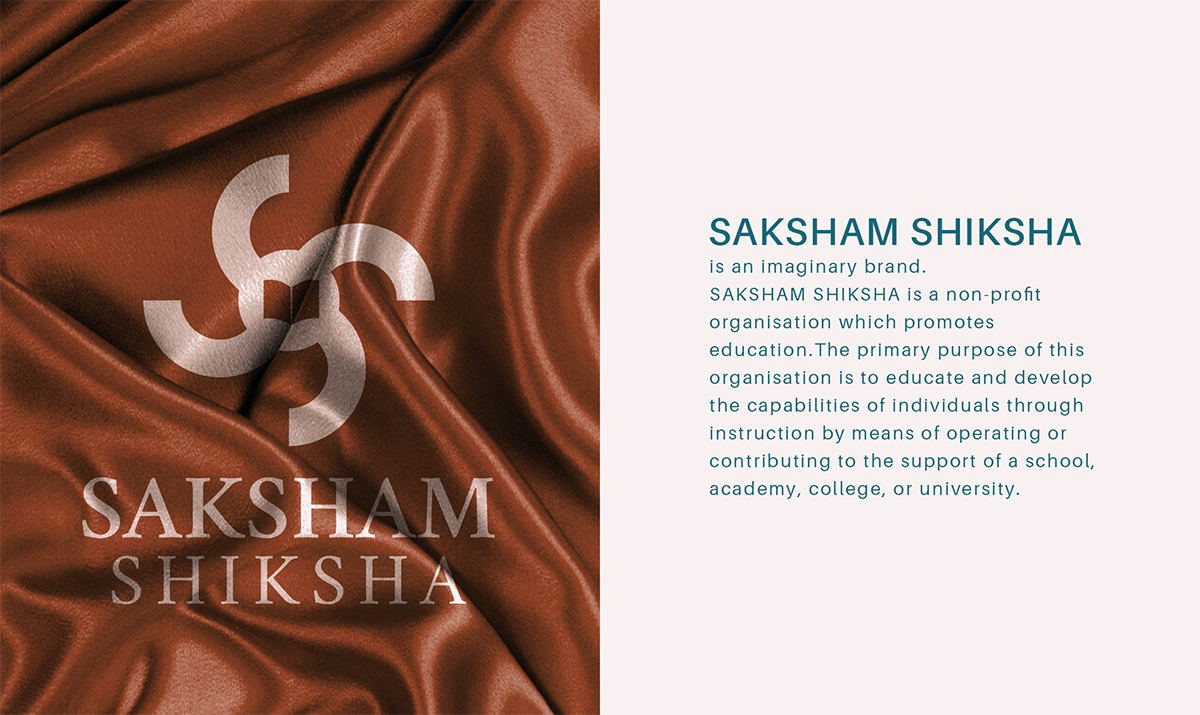 SAKSHAM
SHIKSHA
SAKSHAM SHIKSHA
is an imaginary brand.
SAKSHAM SHIKSHA is a non-profit
organisation which promotes
education.The primary purpose of this
organisation is to educate and develop
the capabilities of individuals through
instruction by means of operating or
contributing to the support of a school,
academy, college, or university.